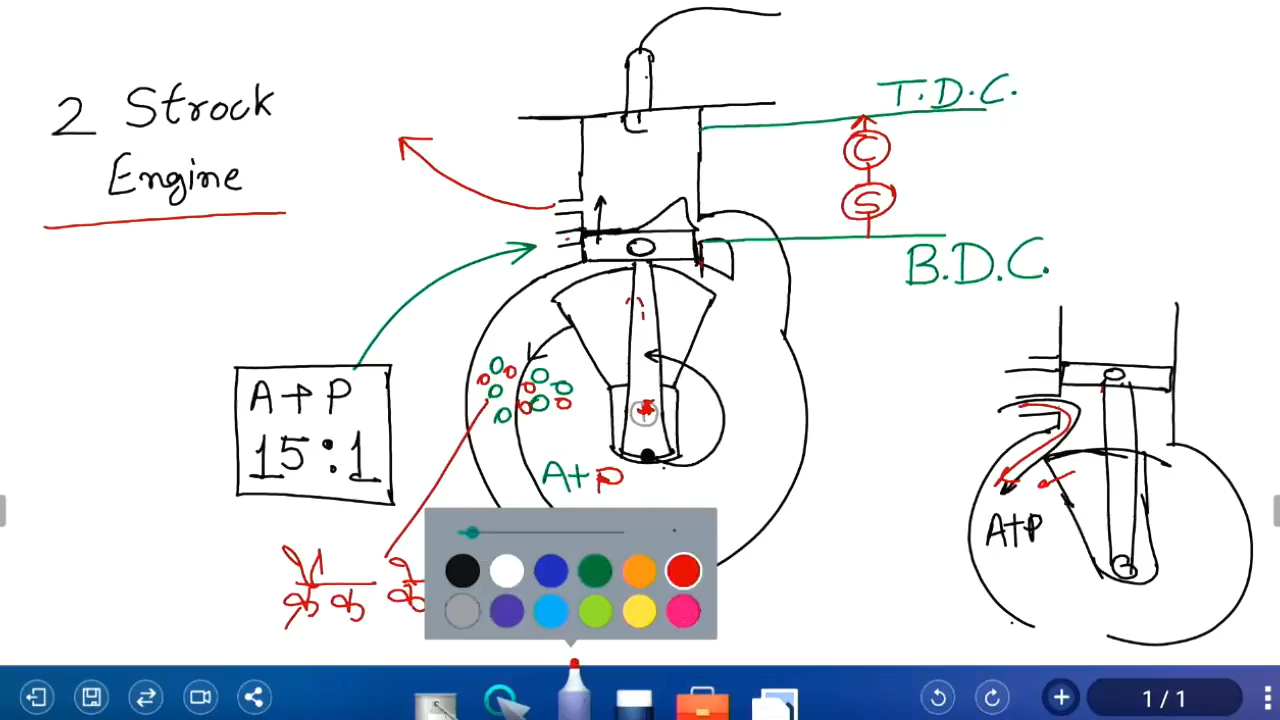 2 Strock
Engine
T.D.C.
C
S
B.D.C.
A+P
15:1
A+P
A+P
1/1